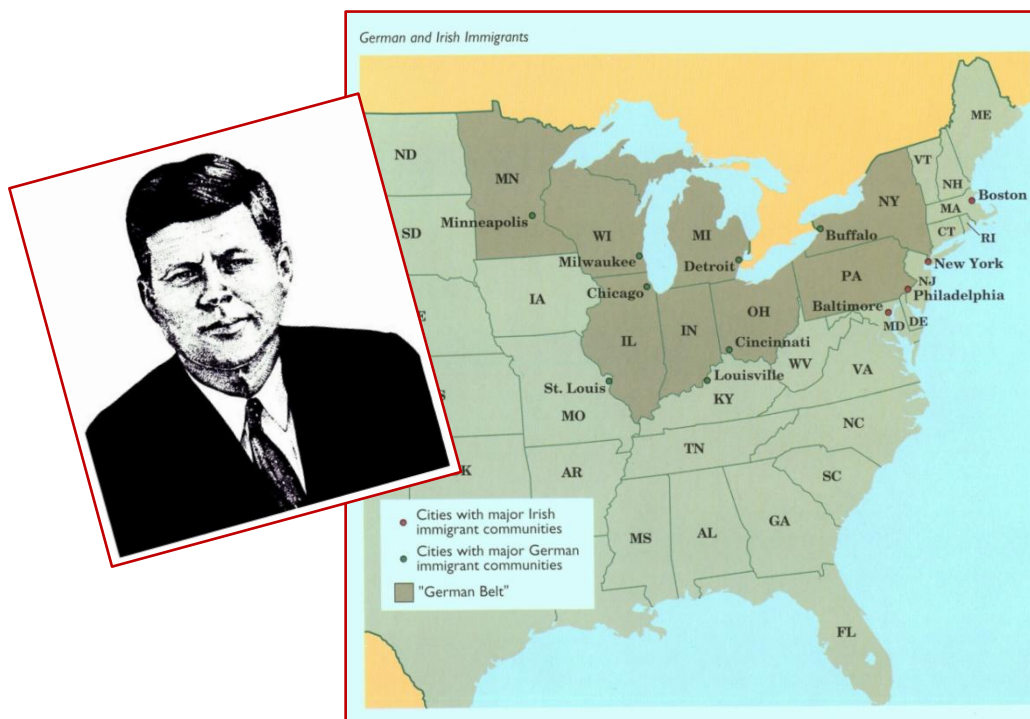 German and Irish Immigrants
ME
ND
VT
MN
NH
Boston
NY
MA
Minneapolis
CT
RI
SD
WI
MI
Buffalo
Milwaukee
Detroit
New York
PA
NJ
Chicago
Philadelphia
IA
Baltimore
OH
MD
DE
E
IL
IN
Cincinnati
WV
St. Louis
Louisville
VA
S
KY
MO
NC
TN
K
AR
SC
GA
MS
AL
Cities with major Irish
immigrant communities
Cities with major German
immigrant communities
"German Belt"
FL